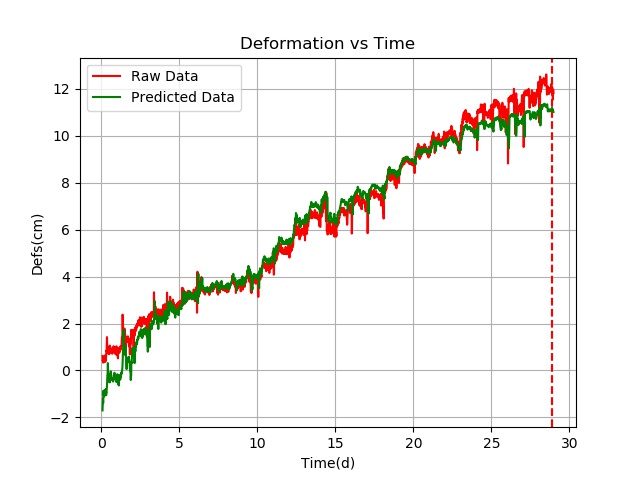 Deformation vs Time
Raw Data
Predicted Data
Defs(cm)
12
10
8
6
4
2
0
−2
0 5 10 15 20 25 30
Time(d)